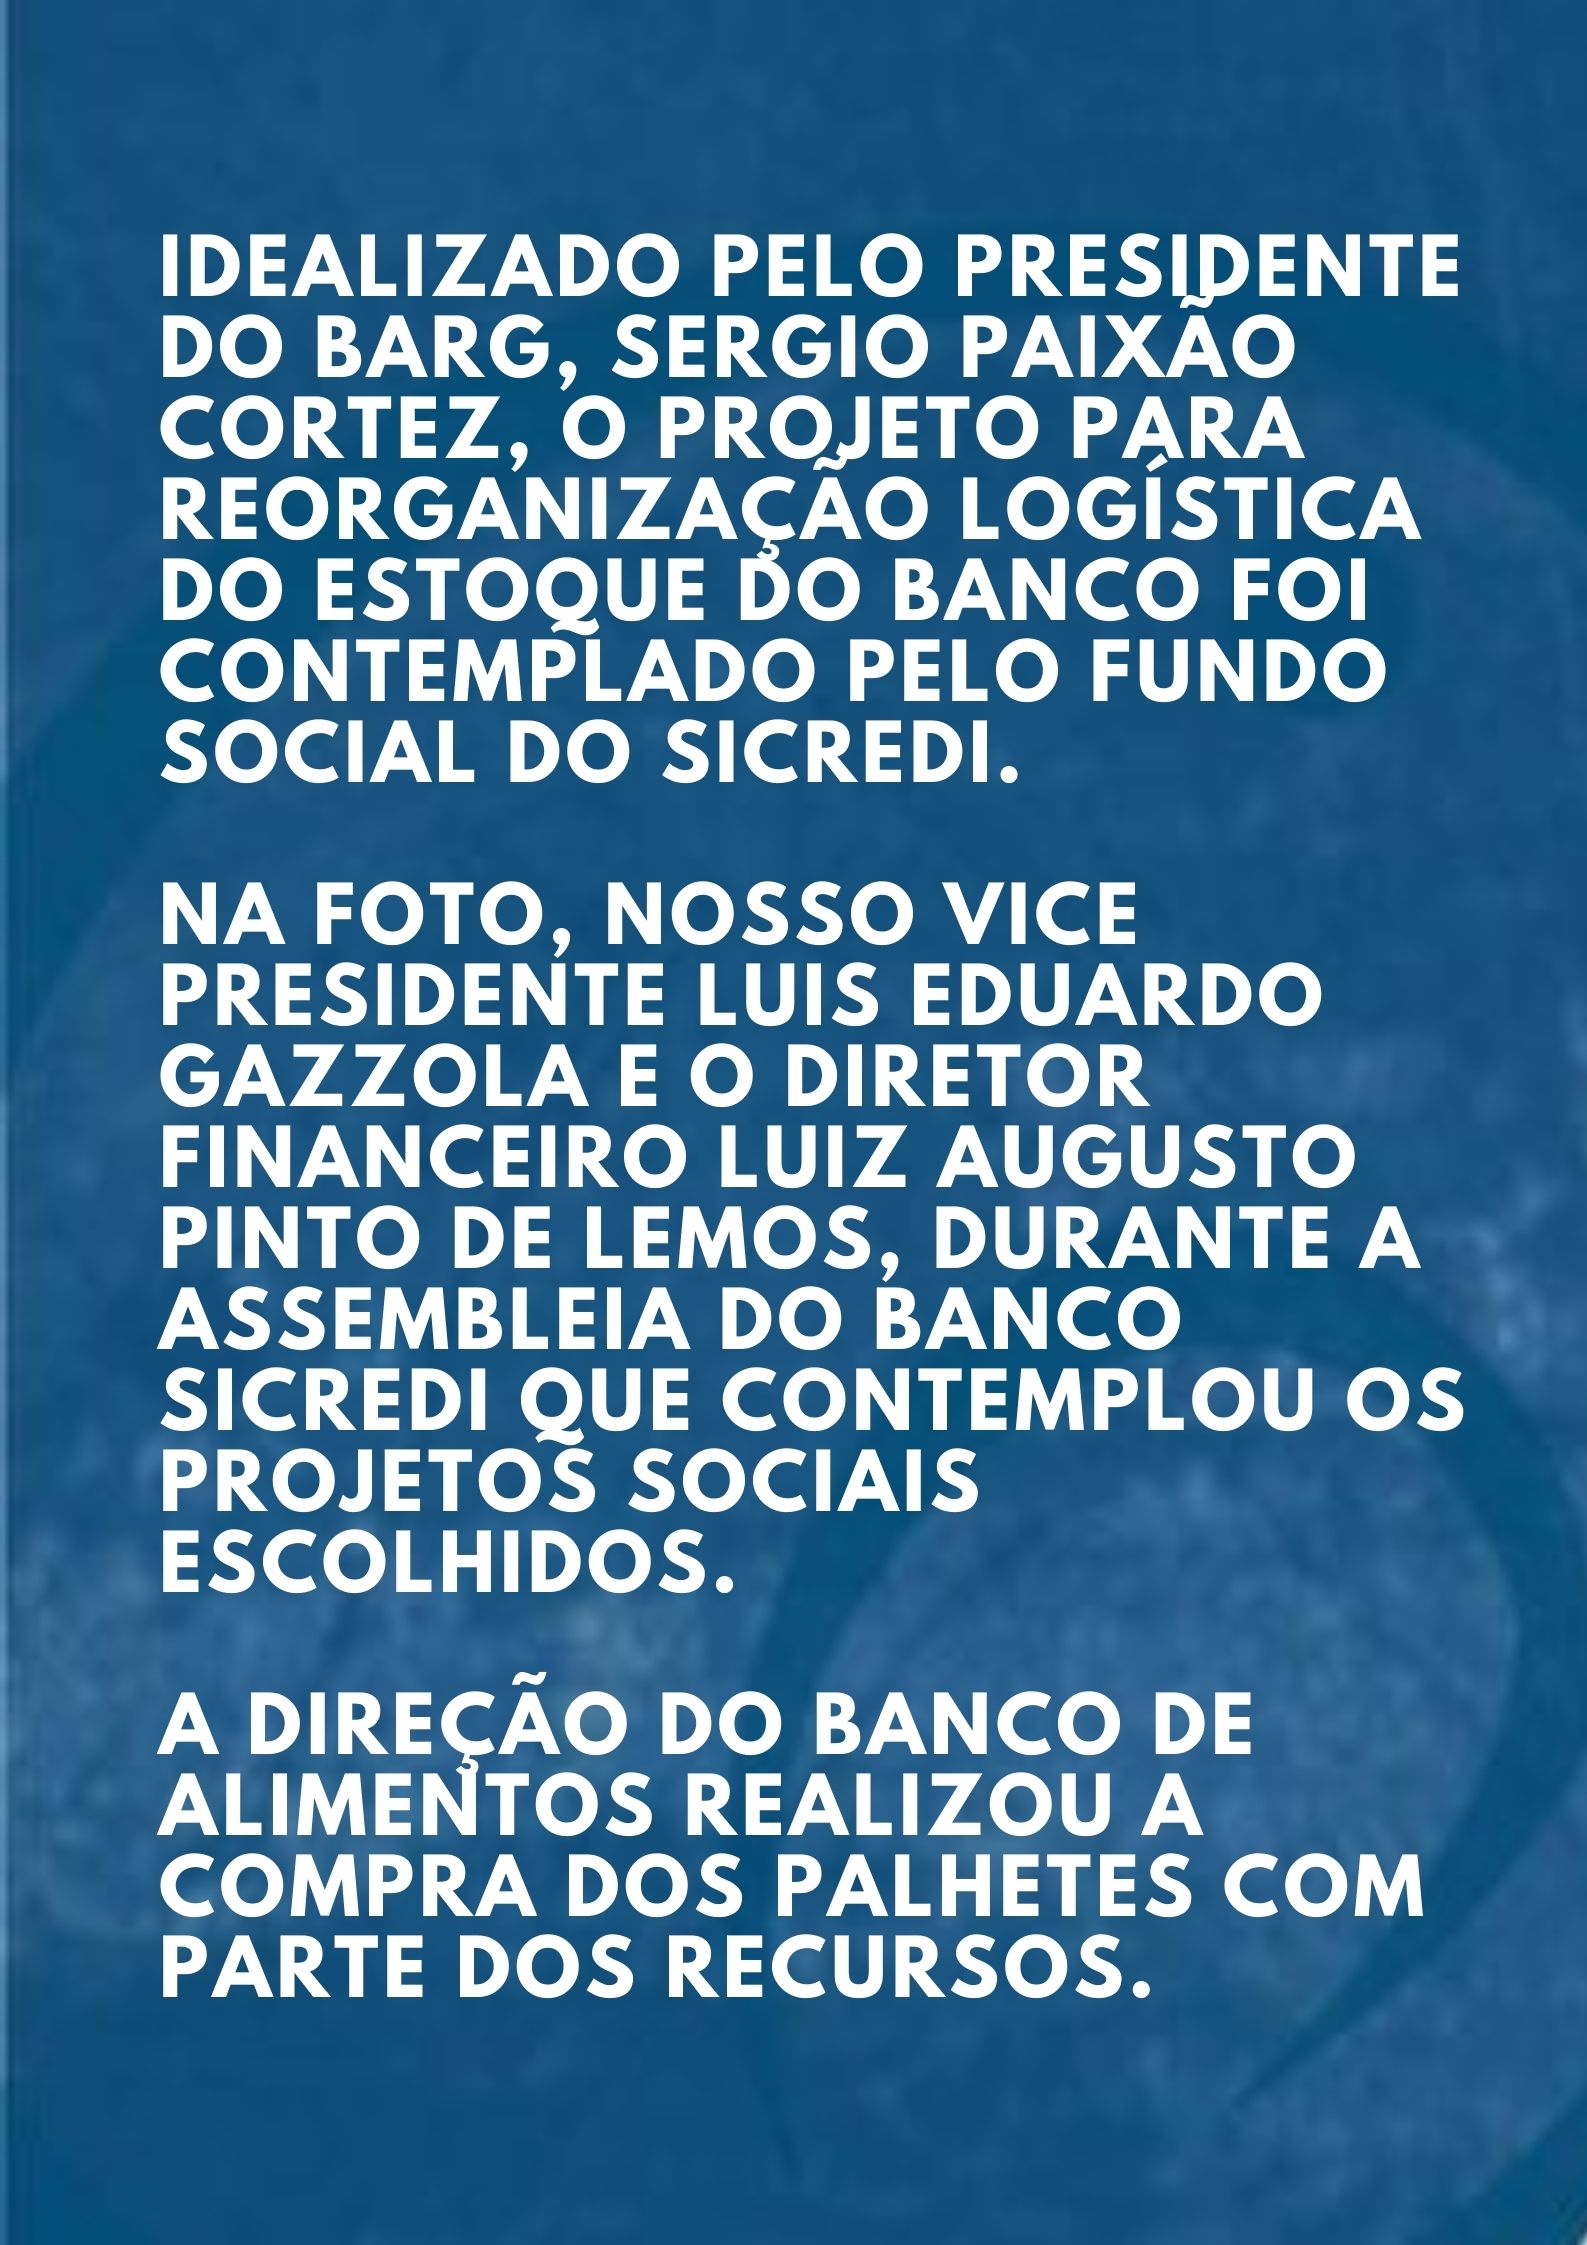 IDEALIZADO PELO PRESIDENTE
DO BARG, SERGIO PAIXÃO
CORTEZ, O PROJETO PARA
REORGANIZAÇÃO LOGÍSTICA
DO ESTOQUE DO BANCO FOI
CONTEMPLADO PELO FUNDO
SOCIAL DO SICREDI.
NA FOTO, NOSSO VICE
PRESIDENTE LUIS EDUARDO
GAZZOLA E O DIRETOR
FINANCEIRO LUIZ AUGUSTO
PINTO DE LEMOS, DURANTE A
ASSEMBLEIA DO BANCO
SICREDI QUE CONTEMPLOU OS
PROJETOS SOCIAIS
ESCOLHIDOS.
A DIREÇÃO DO BANCO DE
ALIMENTOS REALIZOU A
COMPRA DOS PALHETES COM
PARTE DOS RECURSOS.